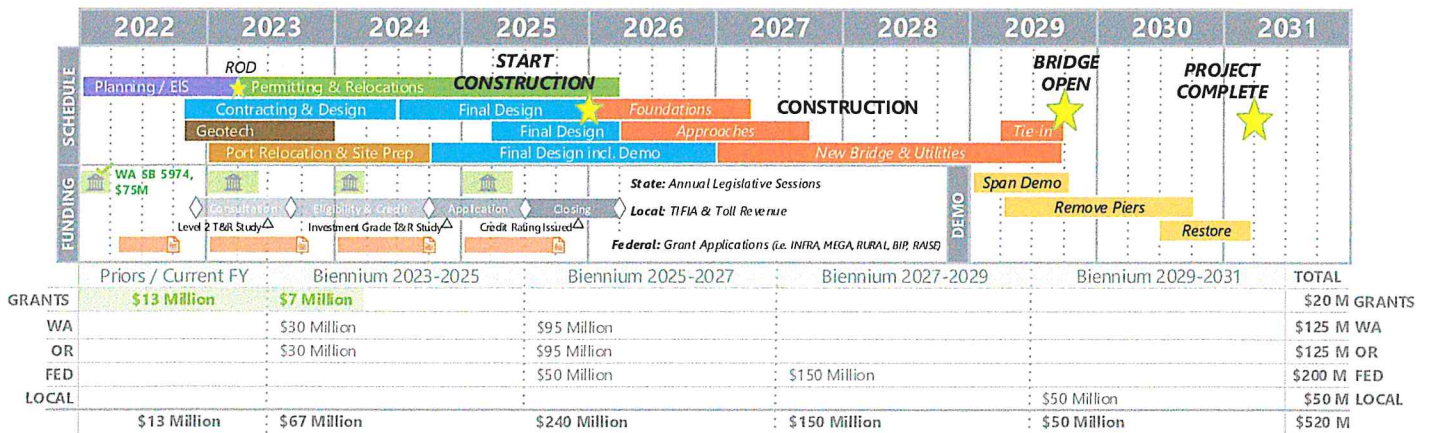 2022 2023 2024 2025 2026 2027 2028 2029 2030 2031
SCHEDULE
ROD
START
CONSTRUCTION
BRIDGE
OPEN
PROJECT
COMPLETE
Planning / EIS Permitting & Relocations
Contracting & Design Final Design Foundations CONSTRUCTION
Geotech Final Design Approaches Tie-in
Port Relocation & Site Prep Final Design incl. Demo New Bridge & Utilities
FUNDING
WA SB 5974,
$75M
State: Annual Legislative Sessions
DEMO
Span Demo
Consultation Eligibility & Credit Application Closing Local: TIFIA & Toll Revenue Remove Piers
Level 2 T&R Study Investment Grade T&R Study Credit Rating Issued
Restore
Federal: Grant Applications (i.e. INFRA, MEGA, RURAL, BIP, RAISE)
Priors / Current FY Biennium 2023-2025 Biennium 2025-2027 Biennium 2027-2029 Biennium 2029-2031 TOTAL
GRANTS $13 Million $7 Million $20 M GRANTS
WA $30 Million $95 Million $125 M WA
OR $30 Million $95 Million $125 M OR
FED $50 Million $150 Million $200 M FED
LOCAL $50 Million $50 M LOCAL
$13 Million $67 Million $240 Million $150 Million $50 Million $520 M